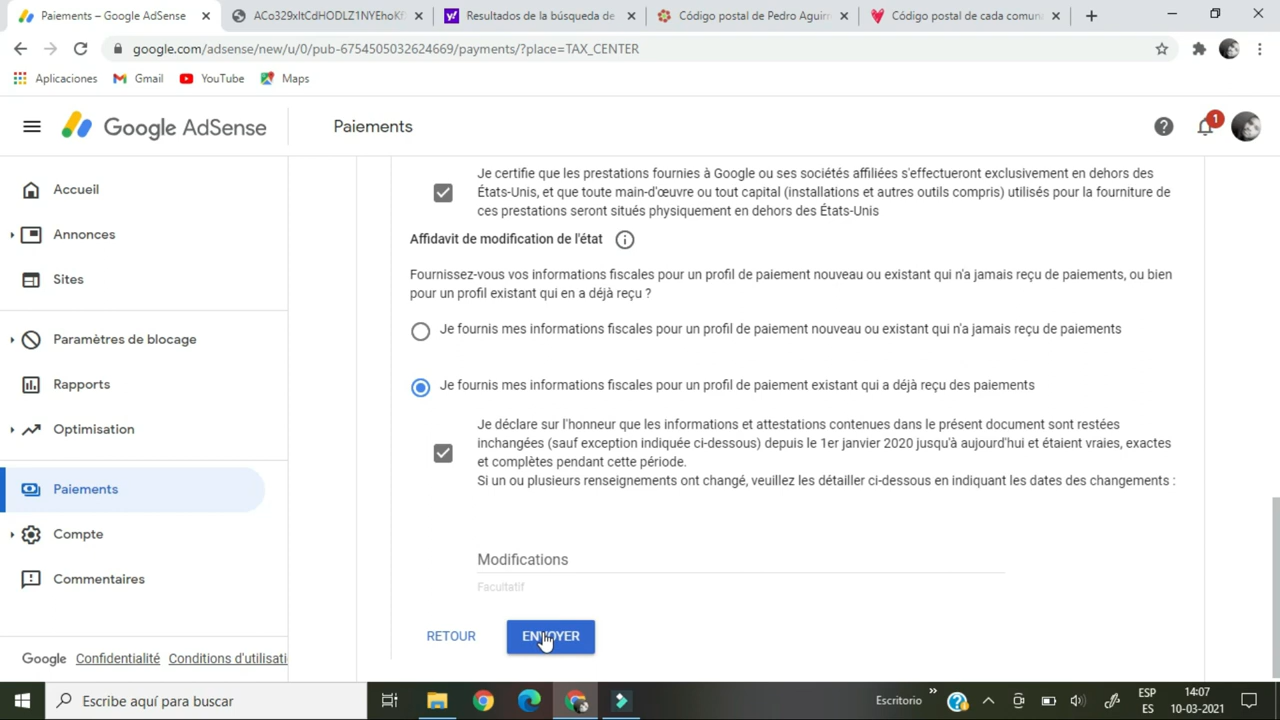 Paiements – Google AdSense
ACo329xltCdHODLZ1NYEhoKf
Resultados de la búsqueda de
Código postal de Pedro Aguirr
Código postal de cada comuni
google.com/adsense/new/u/0/pub-6754505032624669/payments/?place=TAX_CENTER
Aplicaciones
Gmail
YouTube
Maps
Google AdSense
Paiements
1
Accueil
Annonces
Sites
Paramètres de blocage
Rapports
Optimisation
Paiements
Compte
Commentaires
Google Confidentialité Conditions d'utilisati
Je certifie que les prestations fournies à Google ou ses sociétés affiliées s'effectueront exclusivement en dehors des
États-Unis, et que toute main-d'œuvre ou tout capital (installations et autres outils compris) utilisés pour la fourniture de
ces prestations seront situés physiquement en dehors des États-Unis
Affidavit de modification de l'état
Fournissez-vous vos informations fiscales pour un profil de paiement nouveau ou existant qui n'a jamais reçu de paiements, ou bien
pour un profil existant qui en a déjà reçu ?
Je fournis mes informations fiscales pour un profil de paiement nouveau ou existant qui n'a jamais reçu de paiements
Je fournis mes informations fiscales pour un profil de paiement existant qui a déjà reçu des paiements
Je déclare sur l'honneur que les informations et attestations contenues dans le présent document sont restées
inchangées (sauf exception indiquée ci-dessous) depuis le 1er janvier 2020 jusqu'à aujourd'hui et étaient vraies, exactes
et complètes pendant cette période.
Si un ou plusieurs renseignements ont changé, veuillez les détailler ci-dessous en indiquant les dates des changements :
Modifications
Facultatif
RETOUR
ENVOYER
Escribe aquí para buscar
Escritorio
ESP
ES
14:07
10-03-2021